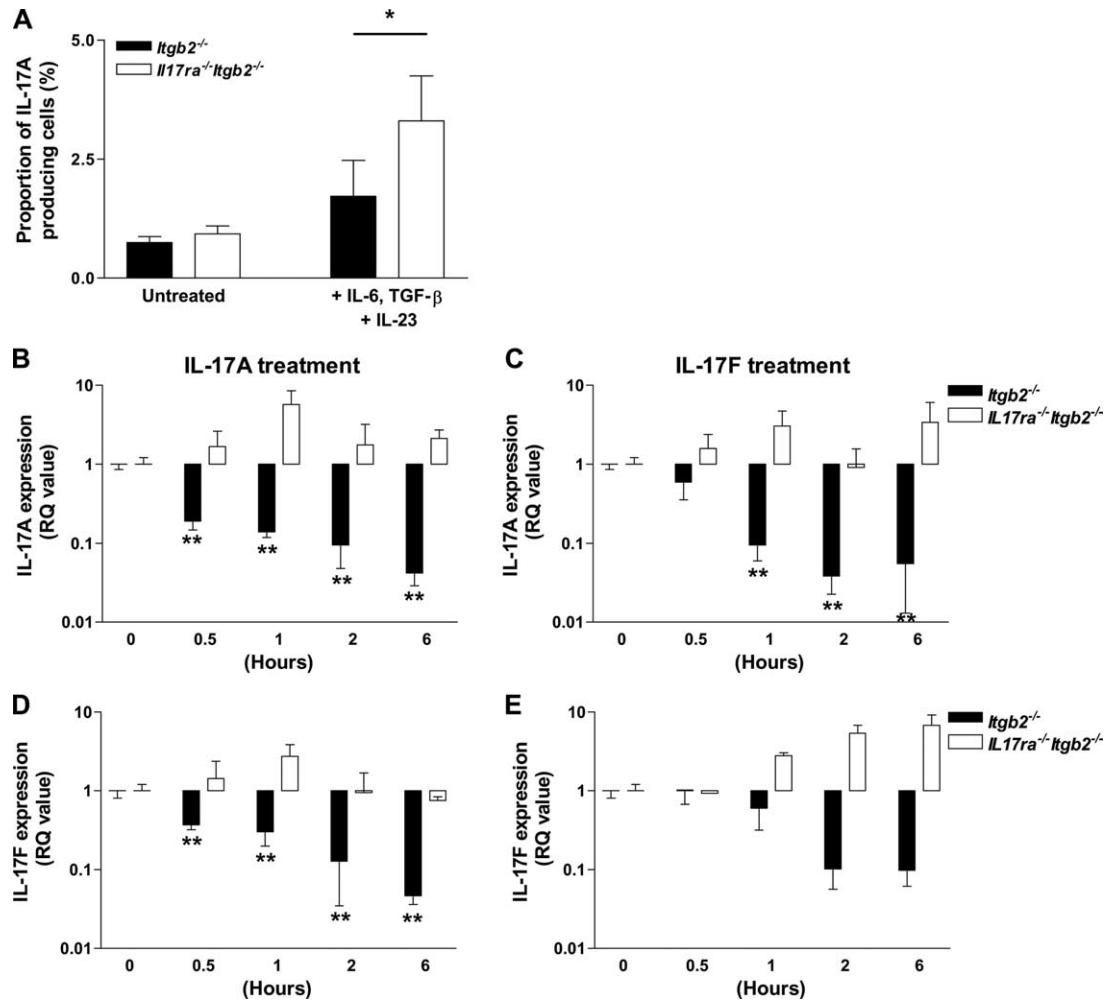 A
*
Itgb2-/-
Il17ra-/-Itgb2-/-
Proportion of IL-17A
producing cells (%)
5.0
2.5
0.0
Untreated
+ IL-6, TGF-β
+ IL-23
B
IL-17A treatment
IL-17A expression
(RQ value)
10
1
0.1
0.01
**
**
**
**
0 0.5 1 2 6
(Hours)
C
IL-17F treatment
Itgb2-/-
IL17ra-/-Itgb2-/-
IL-17A expression
(RQ value)
10
1
0.1
0.01
**
**
**
0 0.5 1 2 6
(Hours)
D
IL-17F expression
(RQ value)
10
1
0.1
0.01
**
**
**
**
0 0.5 1 2 6
(Hours)
E
Itgb2-/-
IL17ra-/-Itgb2-/-
IL-17F expression
(RQ value)
10
1
0.1
0.01
0 0.5 1 2 6
(Hours)